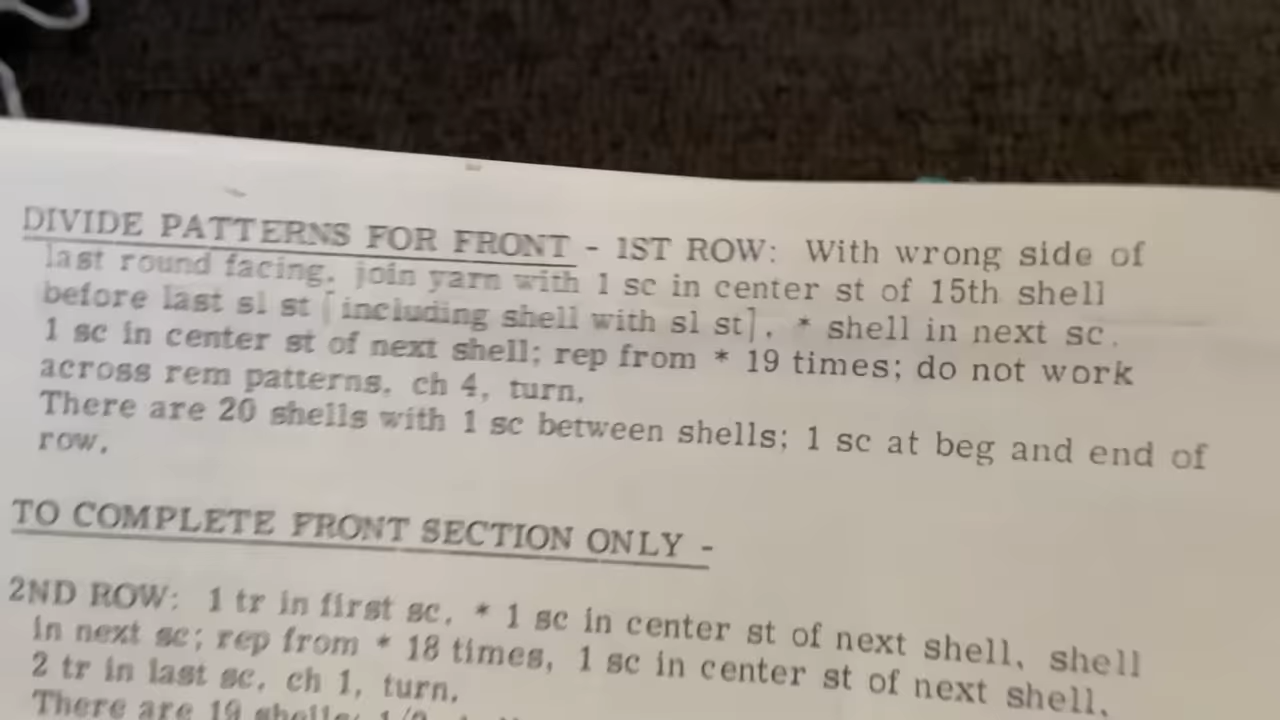 DIVIDE PATTERNS FOR FRONT - 1ST ROW: With wrong side of
last round facing, join yarn with 1 sc in center st of 15th shell
before last sl st [including shell with sl st], * shell in next sc,
1 sc in center st of next shell; rep from * 19 times; do not work
across rem patterns, ch 4, turn.
There are 20 shells with 1 sc between shells; 1 sc at beg and end of
row.
TO COMPLETE FRONT SECTION ONLY -
2ND ROW: 1 tr in first sc, * 1 sc in center st of next shell, shell
in next sc; rep from * 18 times, 1 sc in center st of next shell,
2 tr in last sc, ch 1, turn.
There are 19 shells; 1/2